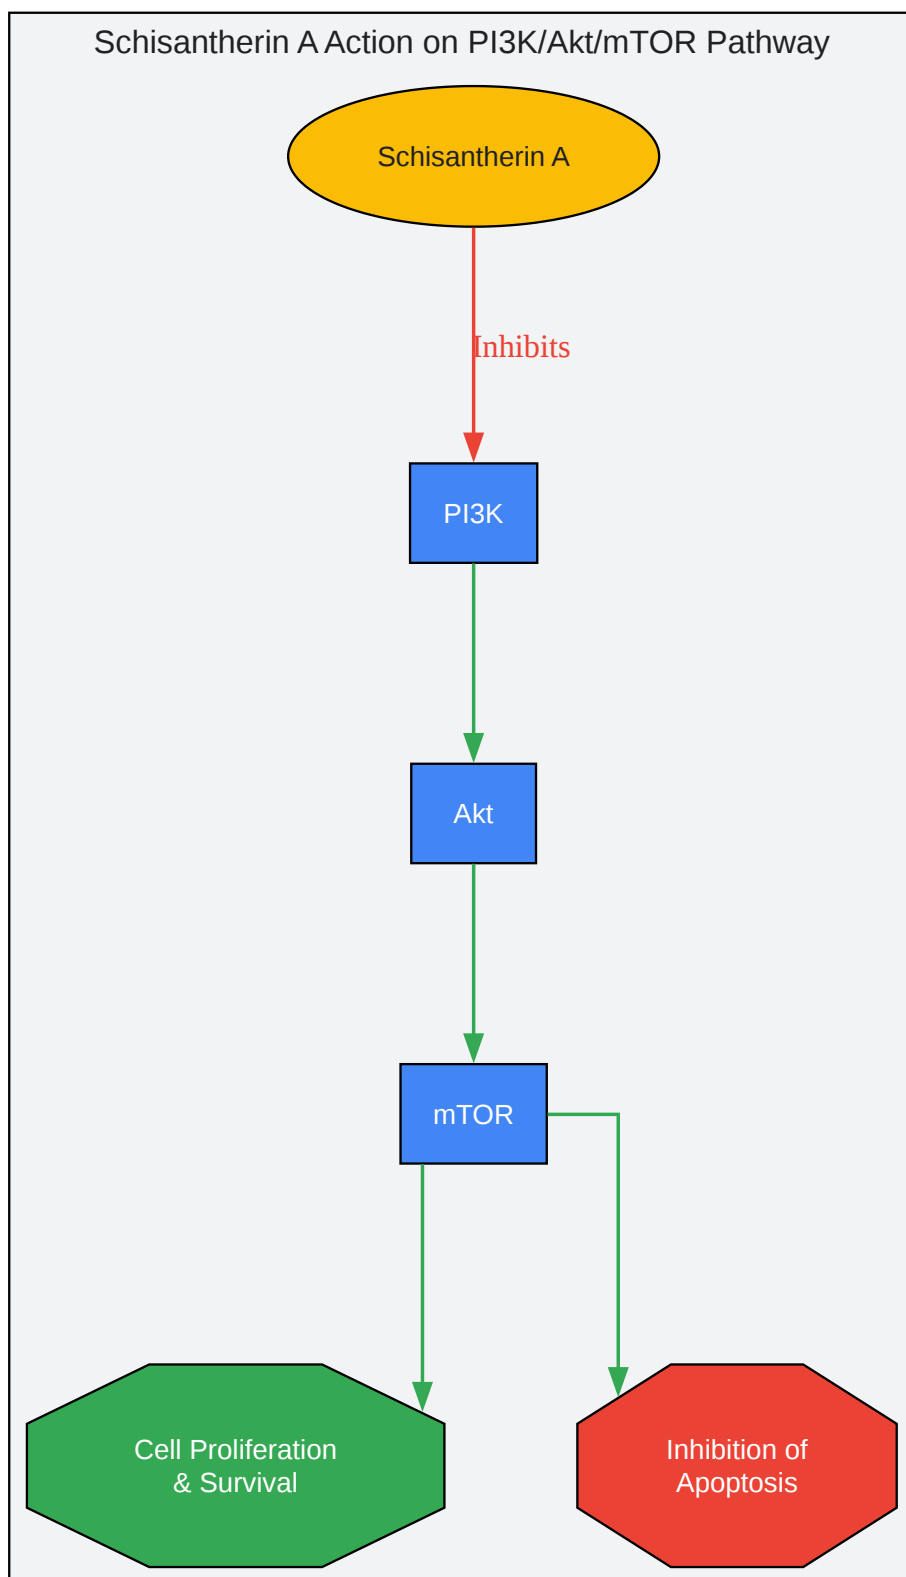 Schisantherin A Action on PI3K/Akt/mTOR Pathway
Schisantherin A
Inhibits
PI3K
Akt
mTOR
Cell Proliferation
& Survival
Inhibition of
Apoptosis